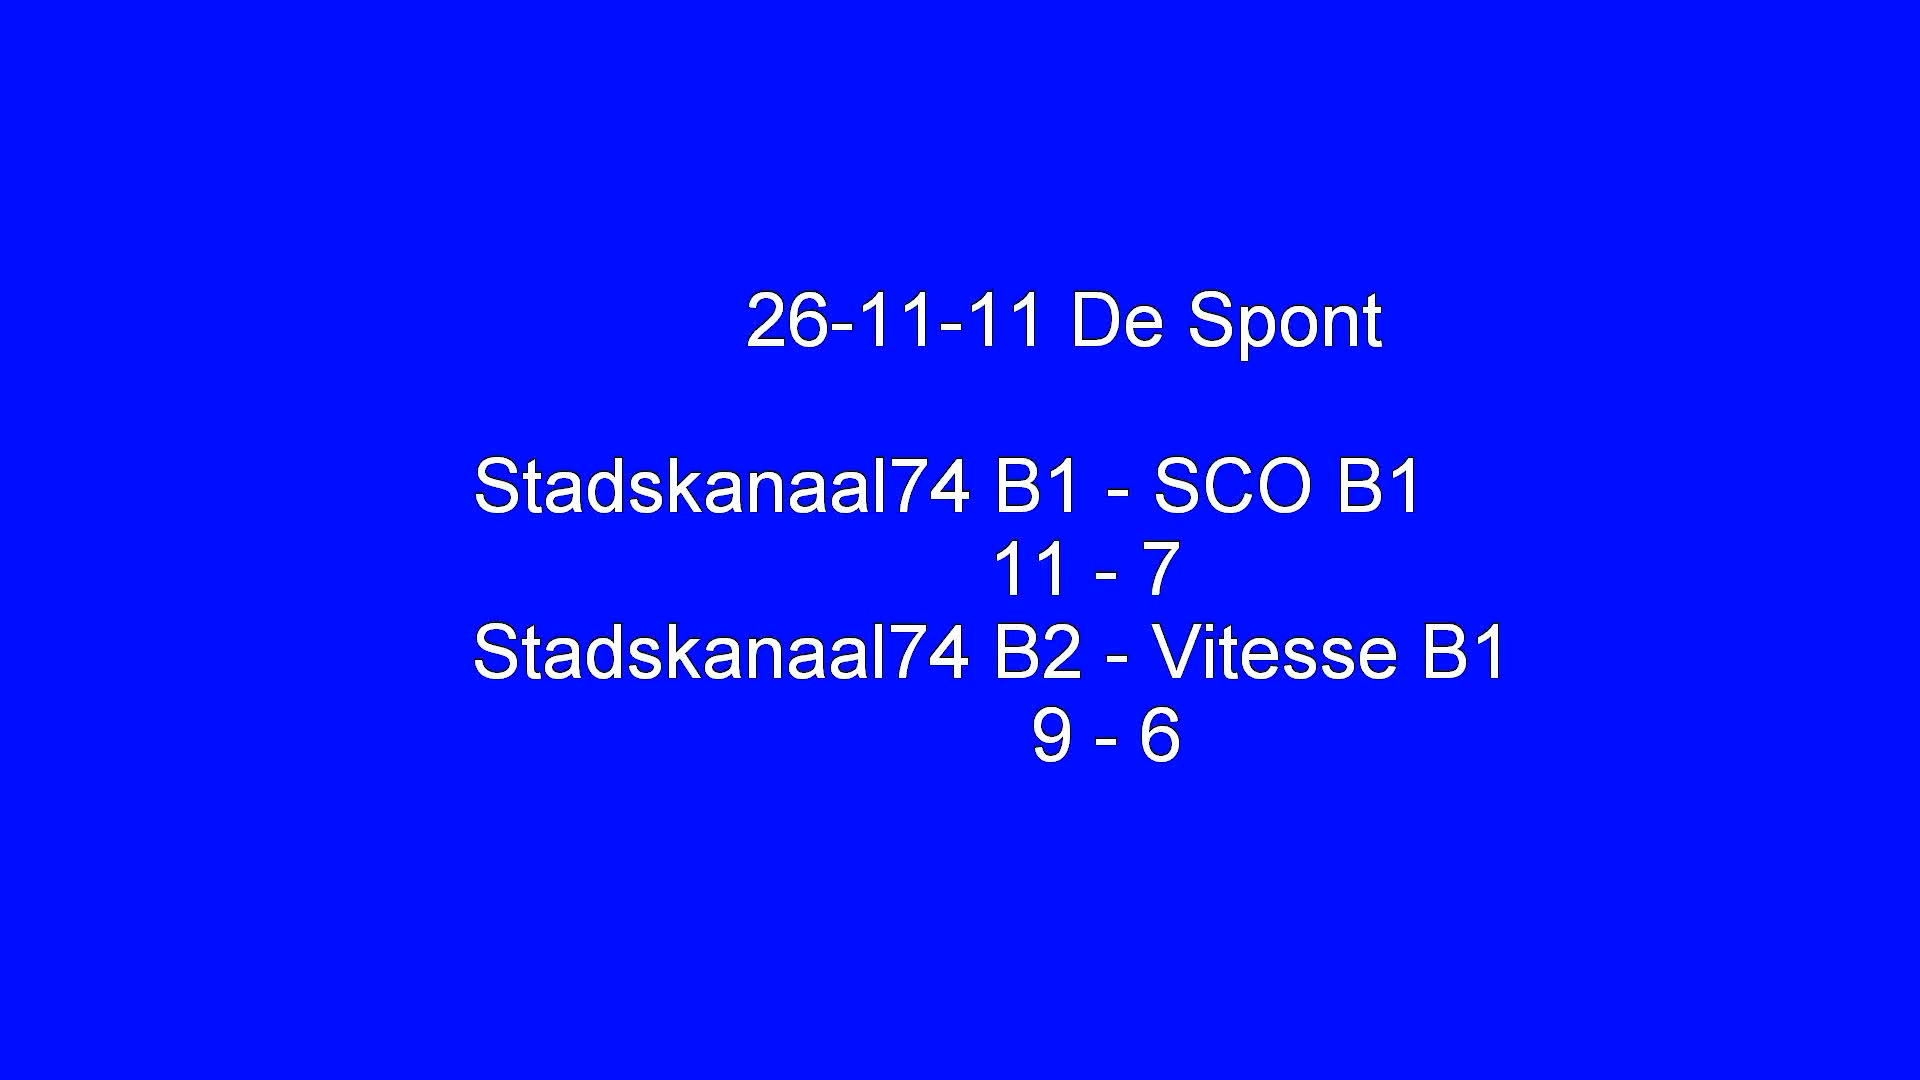 26-11-11 De Spont
Stadskanaal74 B1 - SCO B1
11 - 7
Stadskanaal74 B2 - Vitesse B1
9 - 6